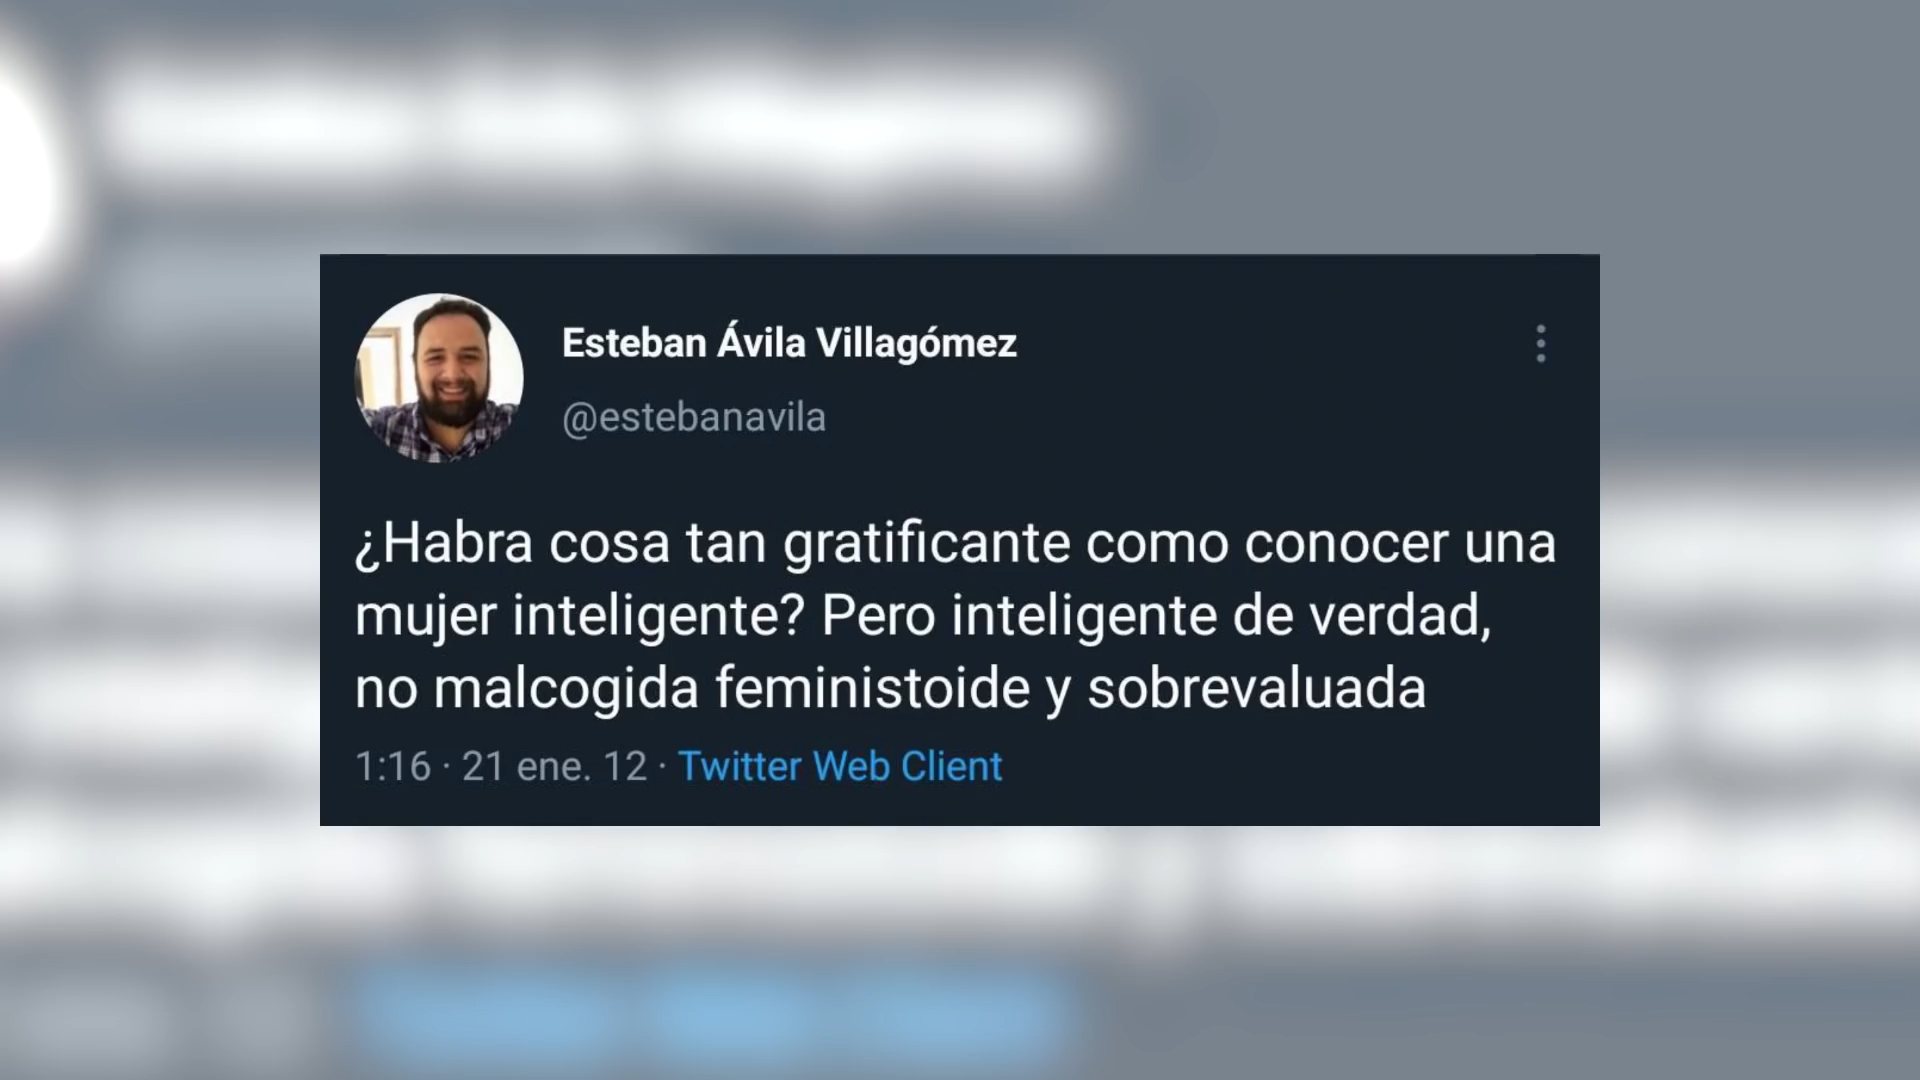 Esteban Ávila Villagómez
@estebanavila
¿Habra cosa tan gratificante como conocer una
mujer inteligente? Pero inteligente de verdad,
no malcogida feministoide y sobrevaluada
1:16 · 21 ene. 12 · Twitter Web Client